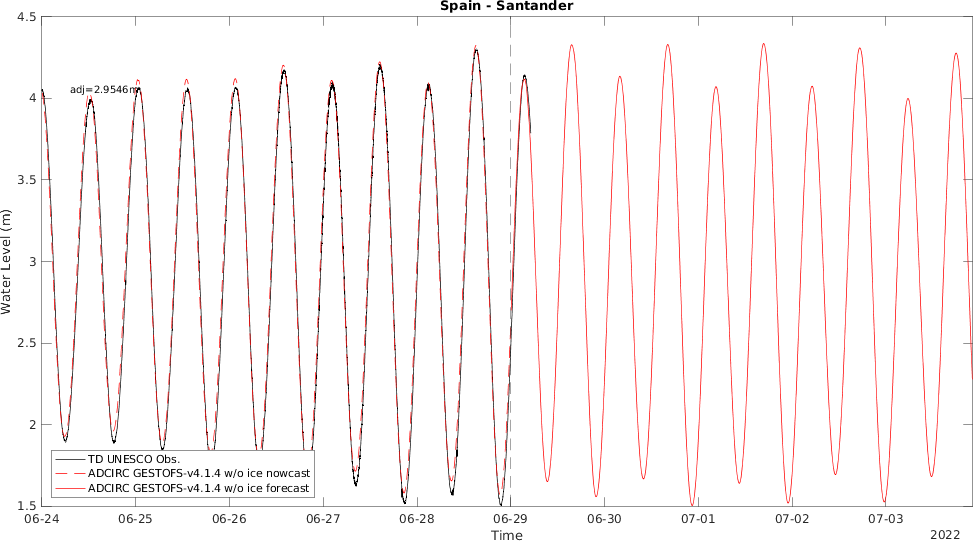 Spain - Santander
4.5
4
3.5
3
2.5
2
1.5
Water Level (m)
adj=2.9546m
TD UNESCO Obs.
ADCIRC GESTOFS-v4.1.4 w/o ice nowcast
ADCIRC GESTOFS-v4.1.4 w/o ice forecast
06-24 06-25 06-26 06-27 06-28 06-29 06-30 07-01 07-02 07-03
Time
2022